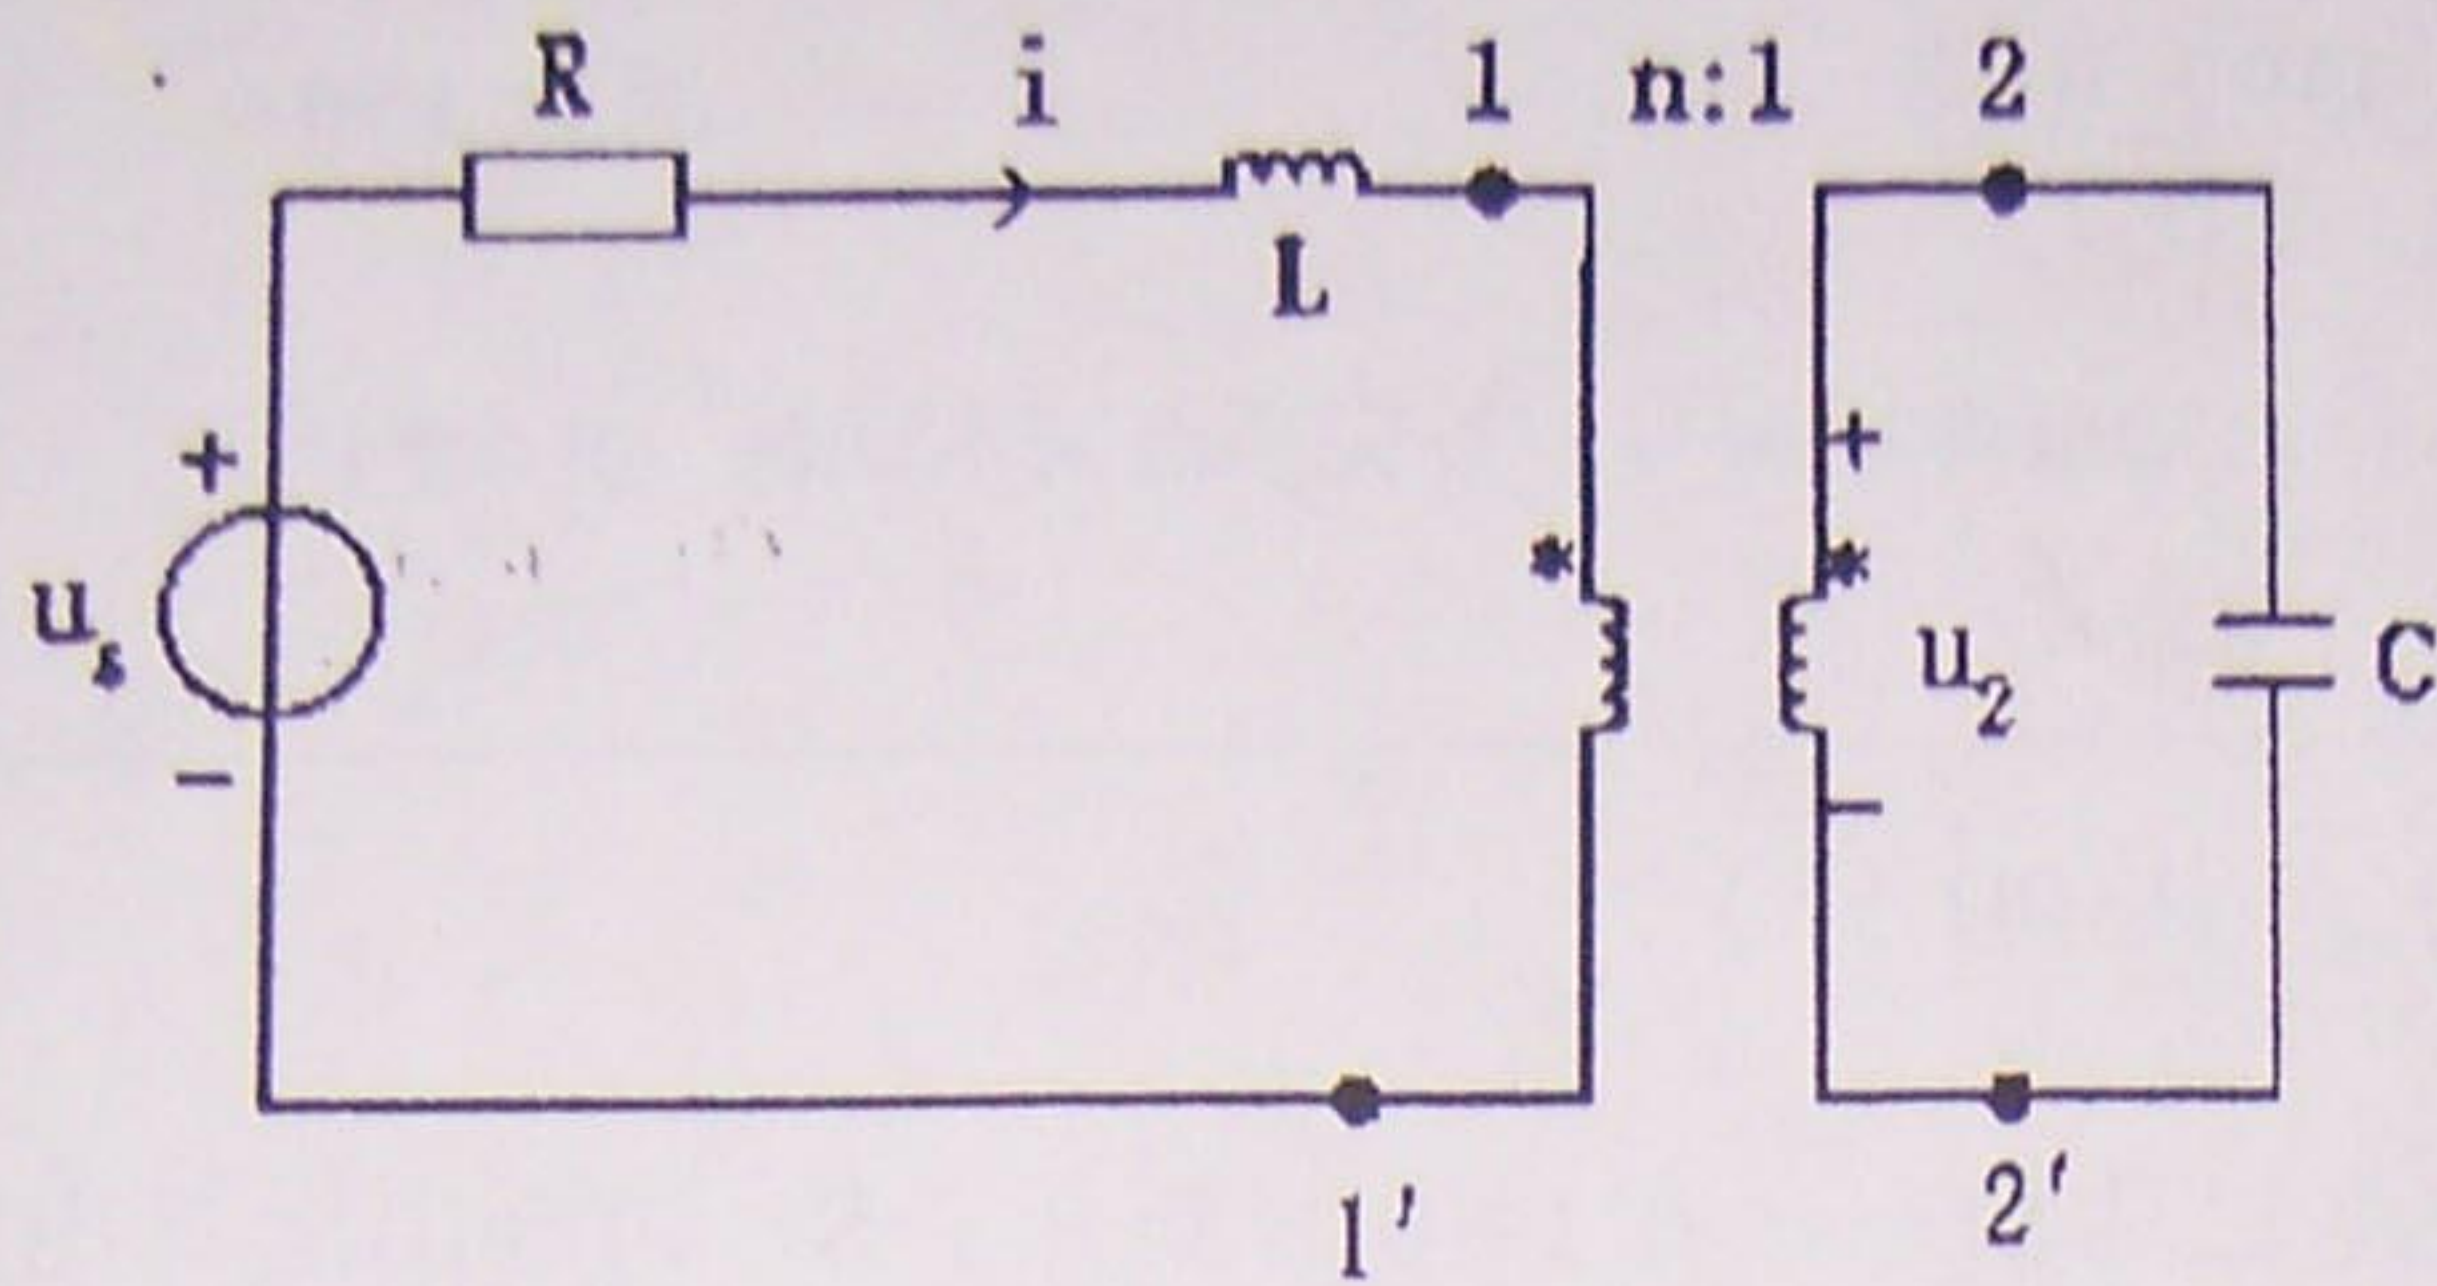 R i 1 n:1 2
L
+ +
* *
u_s u_2 C
− −
1' 2'